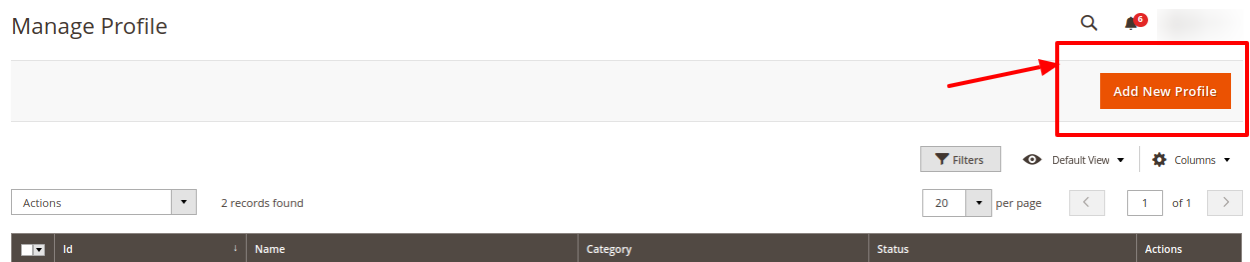 Manage Profile
6
Add New Profile
Filters
Default View
Columns
Actions
2 records found
20
per page
1
of 1
Id
Name
Category
Status
Actions